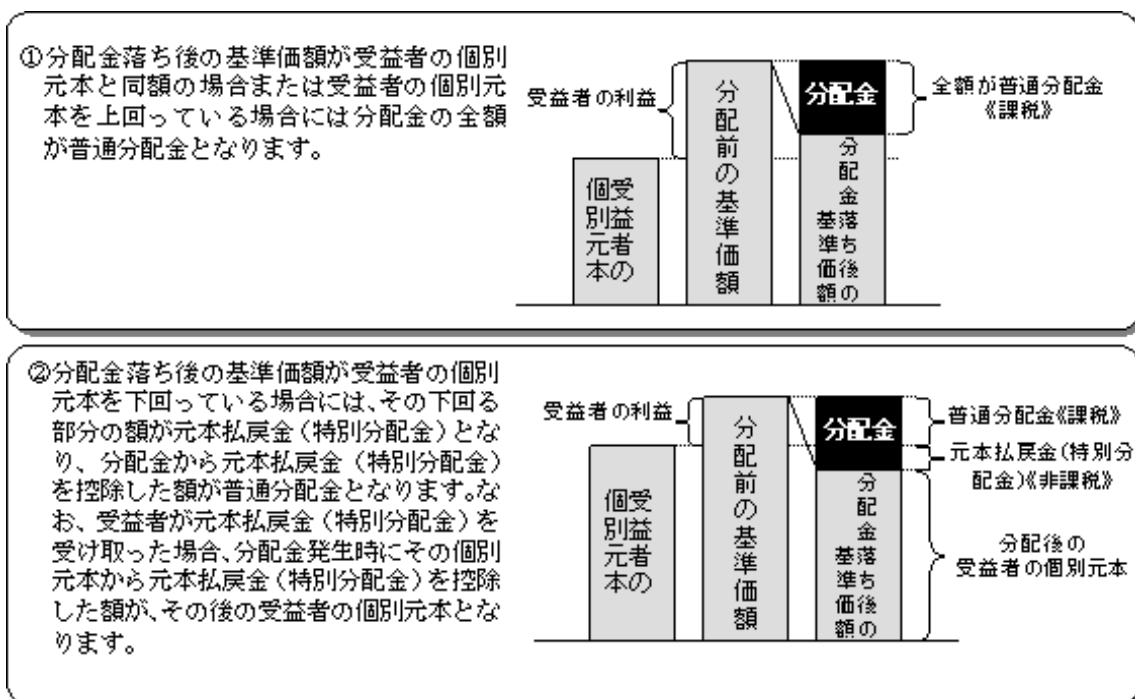 ①分配金落ち後の基準価額が受益者の個別
元本と同額の場合または受益者の個別元
本を上回っている場合には分配金の全額
が普通分配金となります。
受益者の利益
受益者の
個別元本
分配前の基準価額
分配金
分配金落ち後の
基準価額
全額が普通分配金
《課税》
②分配金落ち後の基準価額が受益者の個別
元本を下回っている場合には、その下回る
部分の額が元本払戻金(特別分配金)とな
り、分配金から元本払戻金(特別分配金)
を控除した額が普通分配金となります。な
お、受益者が元本払戻金(特別分配金)を
受け取った場合、分配金発生時にその個別
元本から元本払戻金(特別分配金)を控除
した額が、その後の受益者の個別元本とな
ります。
受益者の利益
受益者の
個別元本
分配前の基準価額
分配金
分配金落ち後の
基準価額
普通分配金《課税》
元本払戻金(特別分
配金)《非課税》
分配後の
受益者の個別元本